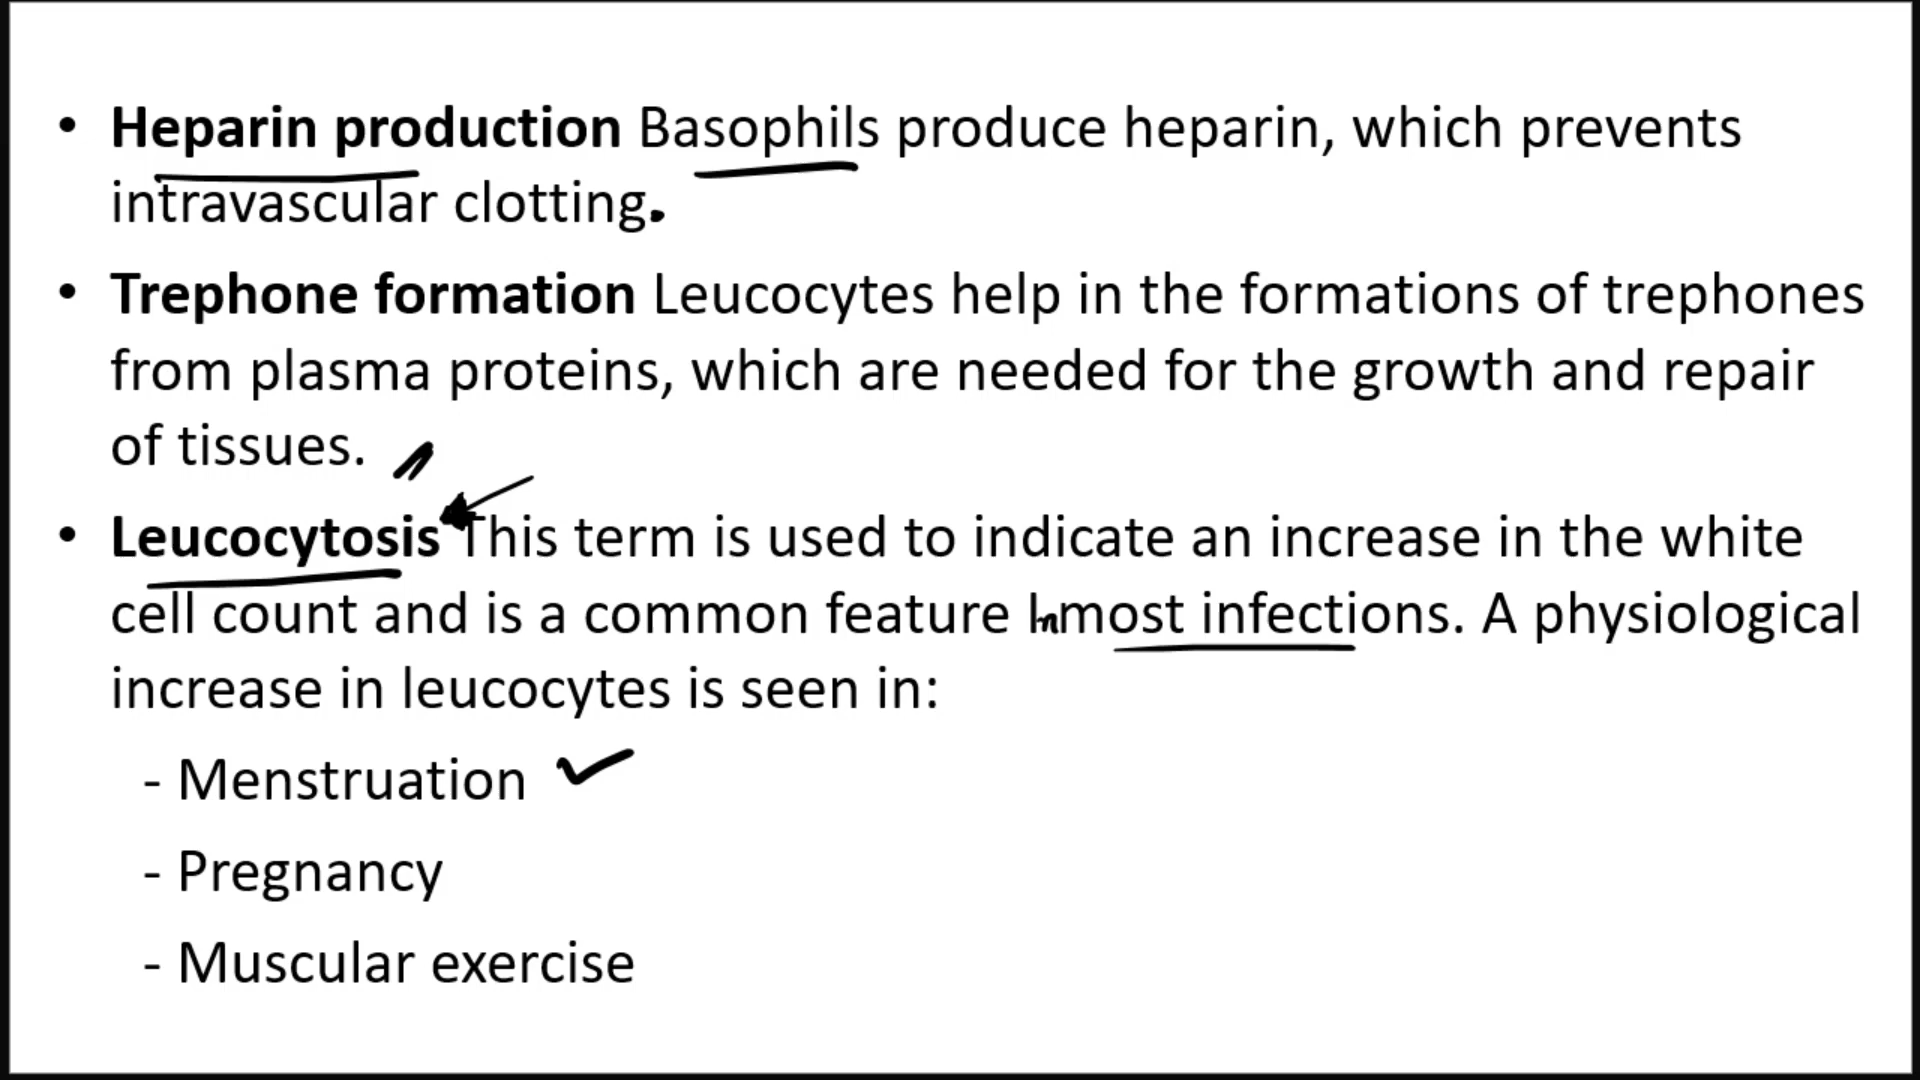 • Heparin production Basophils produce heparin, which prevents
intravascular clotting.
• Trephone formation Leucocytes help in the formations of trephones
from plasma proteins, which are needed for the growth and repair
of tissues.
• Leucocytosis This term is used to indicate an increase in the white
cell count and is a common feature In most infections. A physiological
increase in leucocytes is seen in:
- Menstruation ✓
- Pregnancy
- Muscular exercise